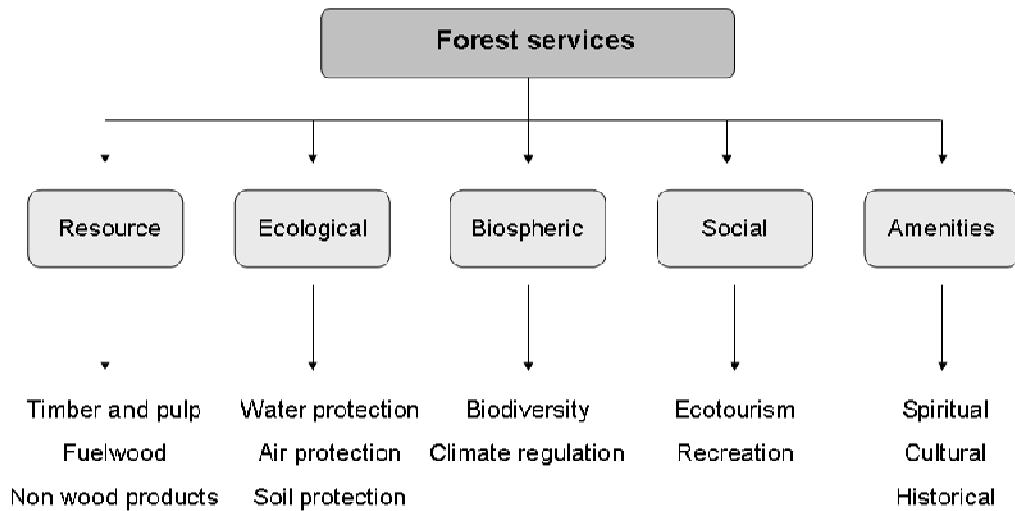 Forest services
Resource
Ecological
Biospheric
Social
Amenities
Timber and pulp
Fuelwood
Non wood products
Water protection
Air protection
Soil protection
Biodiversity
Climate regulation
Ecotourism
Recreation
Spiritual
Cultural
Historical